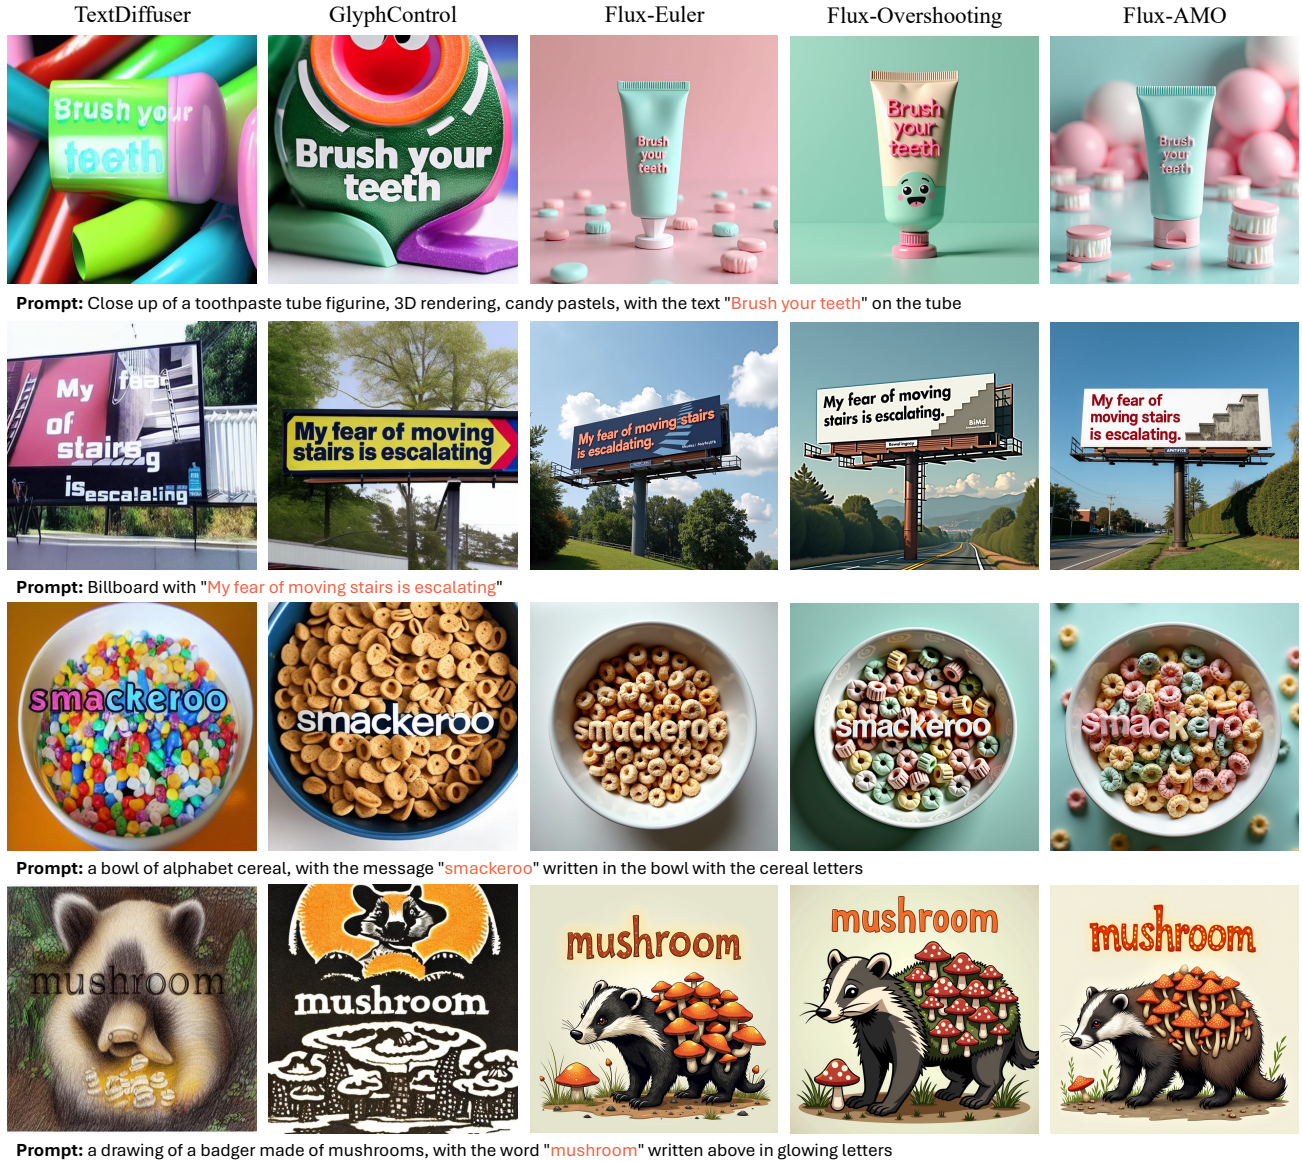 TextDiffuser GlyphControl Flux-Euler Flux-Overshooting Flux-AMO
Brush your
teeth
Brush your
teeth
Brush
your
teeth
Brush
your
teeth
Brush
your
teeth
Prompt: Close up of a toothpaste tube figurine, 3D rendering, candy pastels, with the text "Brush your teeth" on the tube
My fear
of
stairs g
is escalaling
My fear of moving
stairs is escalating
My fear of moving stairs
is escaldating.
My fear of moving
stairs is escalating.
BiMd
My fear of
moving stairs
is escalating.
Prompt: Billboard with "My fear of moving stairs is escalating"
smackeroo
smackeroo
smackeroo
smackeroo
smackero
Prompt: a bowl of alphabet cereal, with the message "smackeroo" written in the bowl with the cereal letters
mushroom
mushroom
mushroom
mushroom
mushroom
Prompt: a drawing of a badger made of mushrooms, with the word "mushroom" written above in glowing letters